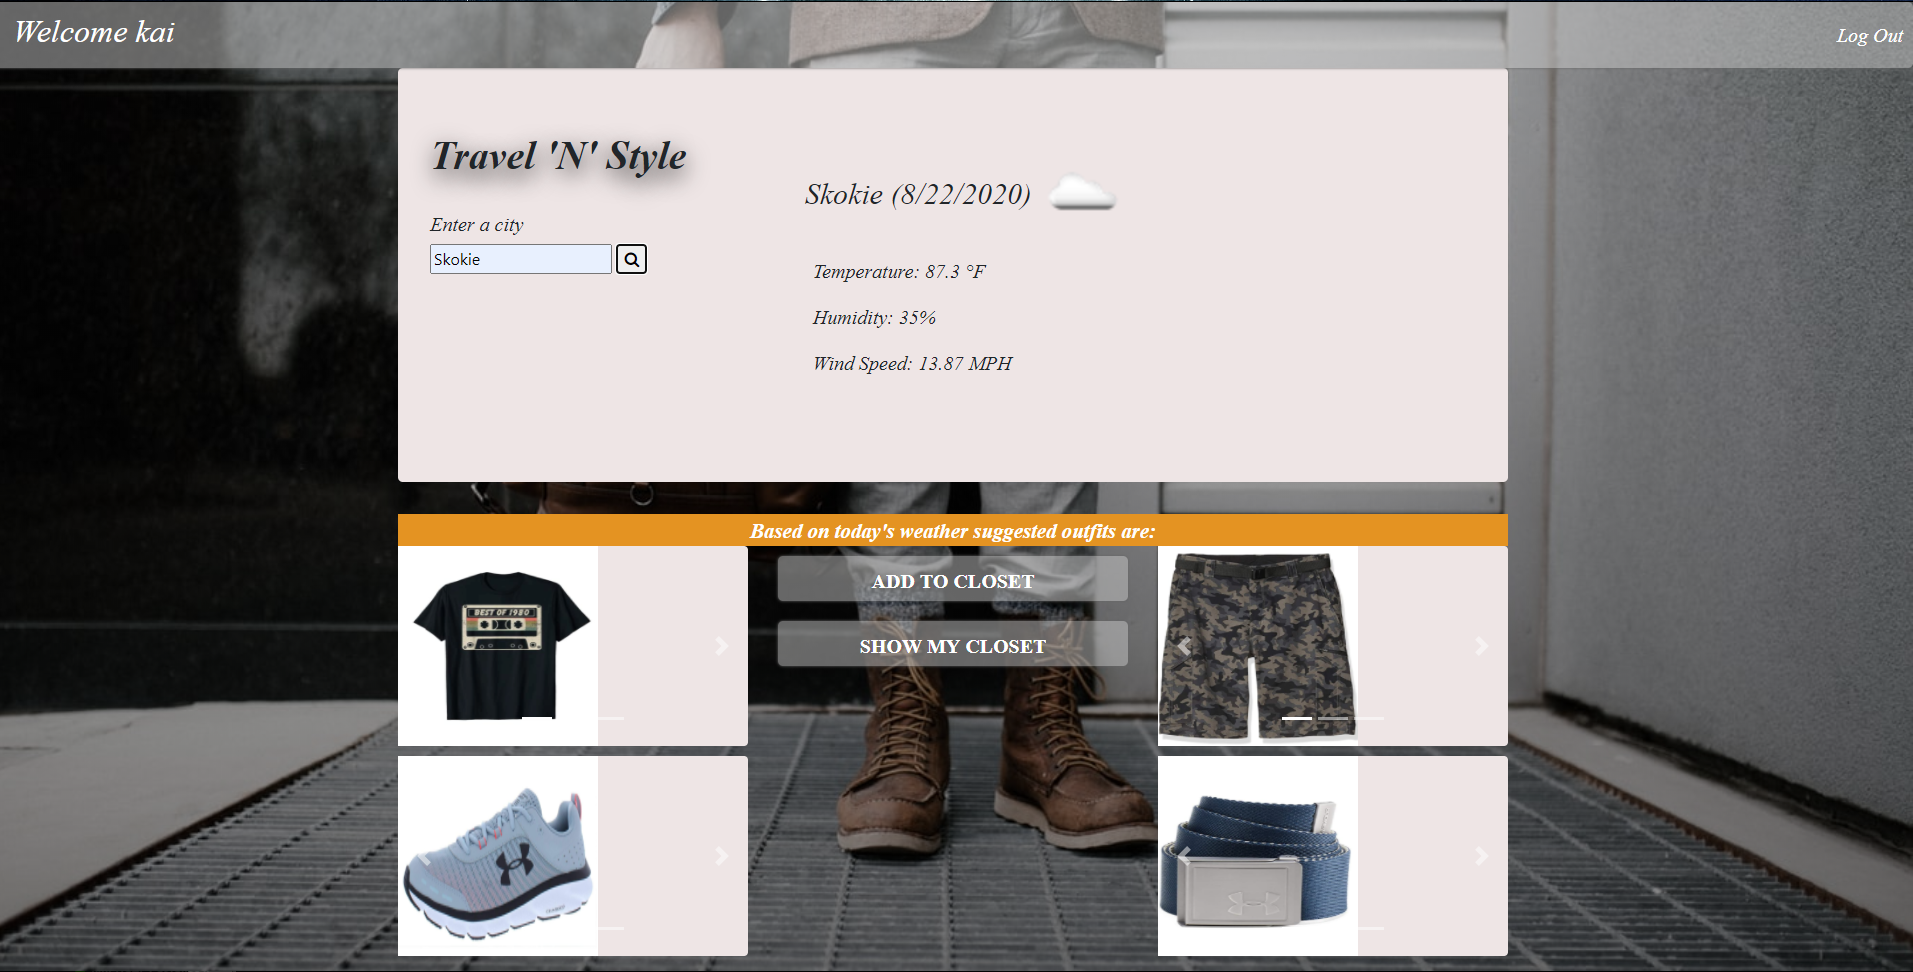 Welcome kai
Log Out
Travel 'N' Style
Enter a city
Skokie
Skokie (8/22/2020)
Temperature: 87.3 °F
Humidity: 35%
Wind Speed: 13.87 MPH
Based on today's weather suggested outfits are:
BEST OF 1980
ADD TO CLOSET
SHOW MY CLOSET